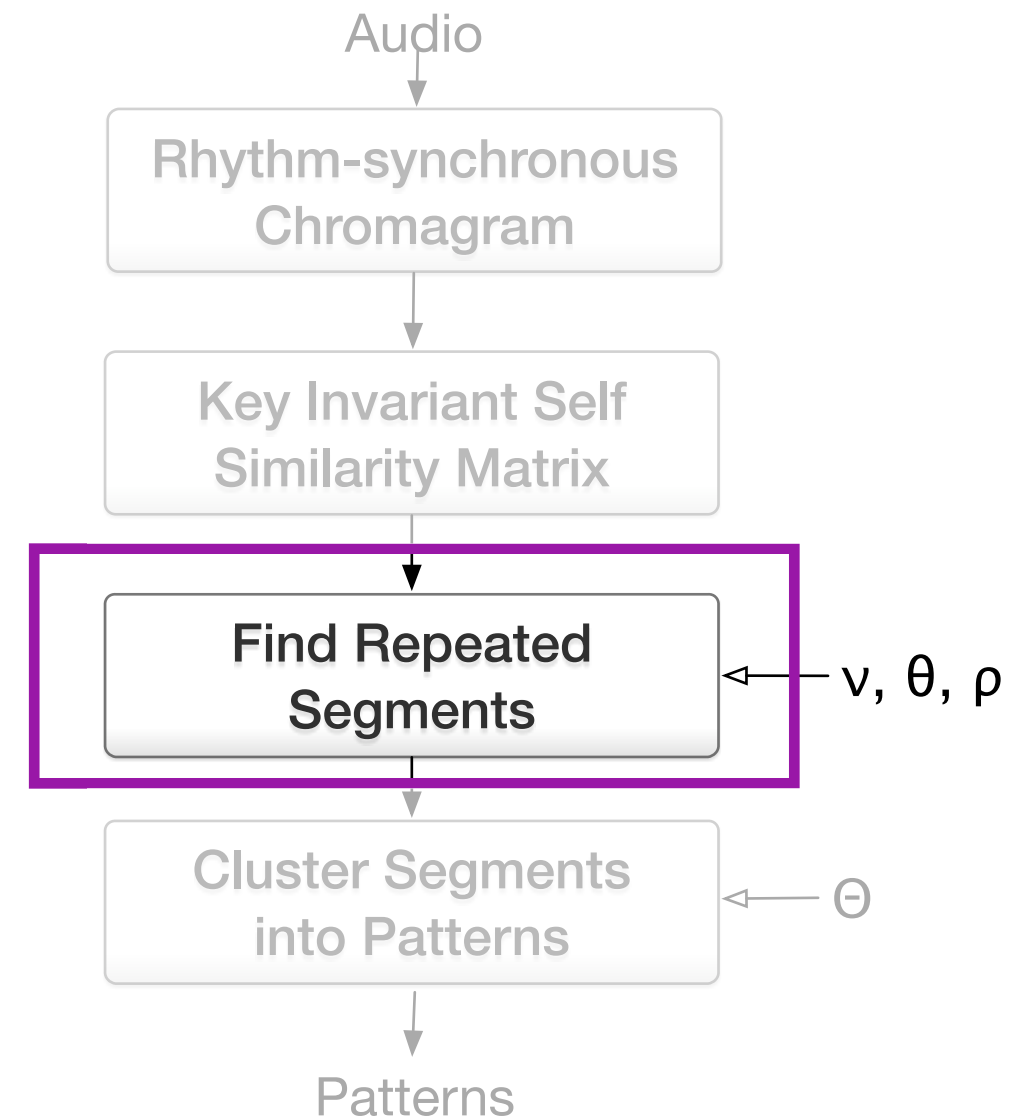 Audio
Rhythm-synchronous
Chromagram
Key Invariant Self
Similarity Matrix
Find Repeated
Segments
ν, θ, ρ
Cluster Segments
into Patterns
Θ
Patterns